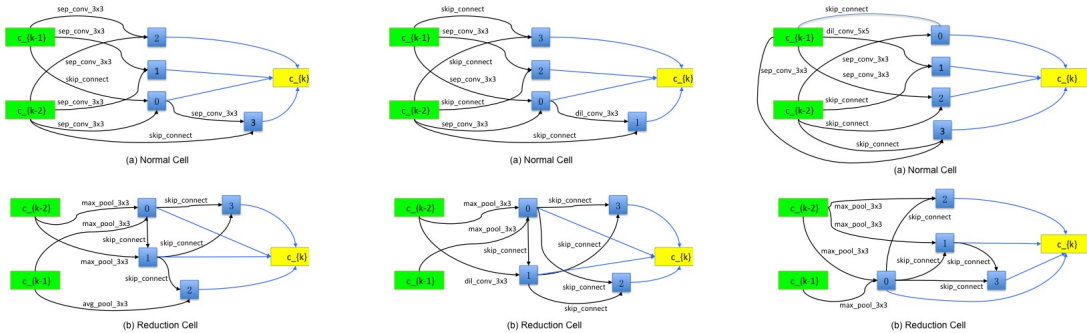 sep_conv_3x3
c_{k-1}
sep_conv_3x3
2
sep_conv_3x3
1
skip_connect
c_{k}
sep_conv_3x3
c_{k-2}
0
sep_conv_3x3
sep_conv_3x3
3
skip_connect
(a) Normal Cell
skip_connect
c_{k-1}
sep_conv_3x3
3
skip_connect
2
sep_conv_3x3
c_{k}
skip_connect
c_{k-2}
0
dil_conv_3x3
sep_conv_3x3
1
skip_connect
(a) Normal Cell
skip_connect
c_{k-1}
dil_conv_5x5
0
sep_conv_3x3
1
sep_conv_3x3
c_{k}
skip_connect
2
c_{k-2}
skip_connect
3
skip_connect
(a) Normal Cell
c_{k-2}
max_pool_3x3
0
skip_connect
3
max_pool_3x3
skip_connect
skip_connect
1
c_{k}
max_pool_3x3
c_{k-1}
skip_connect
2
avg_pool_3x3
(b) Reduction Cell
c_{k-2}
max_pool_3x3
0
skip_connect
3
max_pool_3x3
skip_connect
skip_connect
c_{k}
1
dil_conv_3x3
c_{k-1}
skip_connect
2
skip_connect
(b) Reduction Cell
max_pool_3x3
c_{k-2}
2
max_pool_3x3
skip_connect
1
c_{k}
max_pool_3x3
skip_connect
skip_connect
c_{k-1}
0
skip_connect
3
max_pool_3x3
(b) Reduction Cell